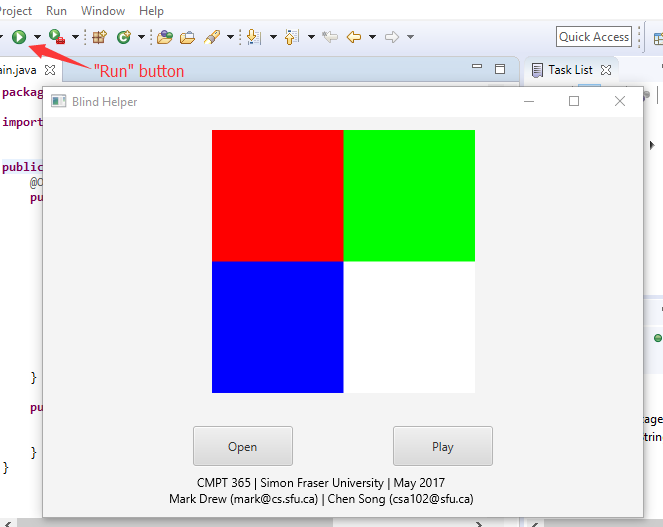 Project Run Window Help
Quick Access
"Run" button
ain.java
Task List
packag
import
public
@O
pu
Blind Helper
}
pu
}
}
Open
Play
CMPT 365 | Simon Fraser University | May 2017
Mark Drew (mark@cs.sfu.ca) | Chen Song (csa102@sfu.ca)